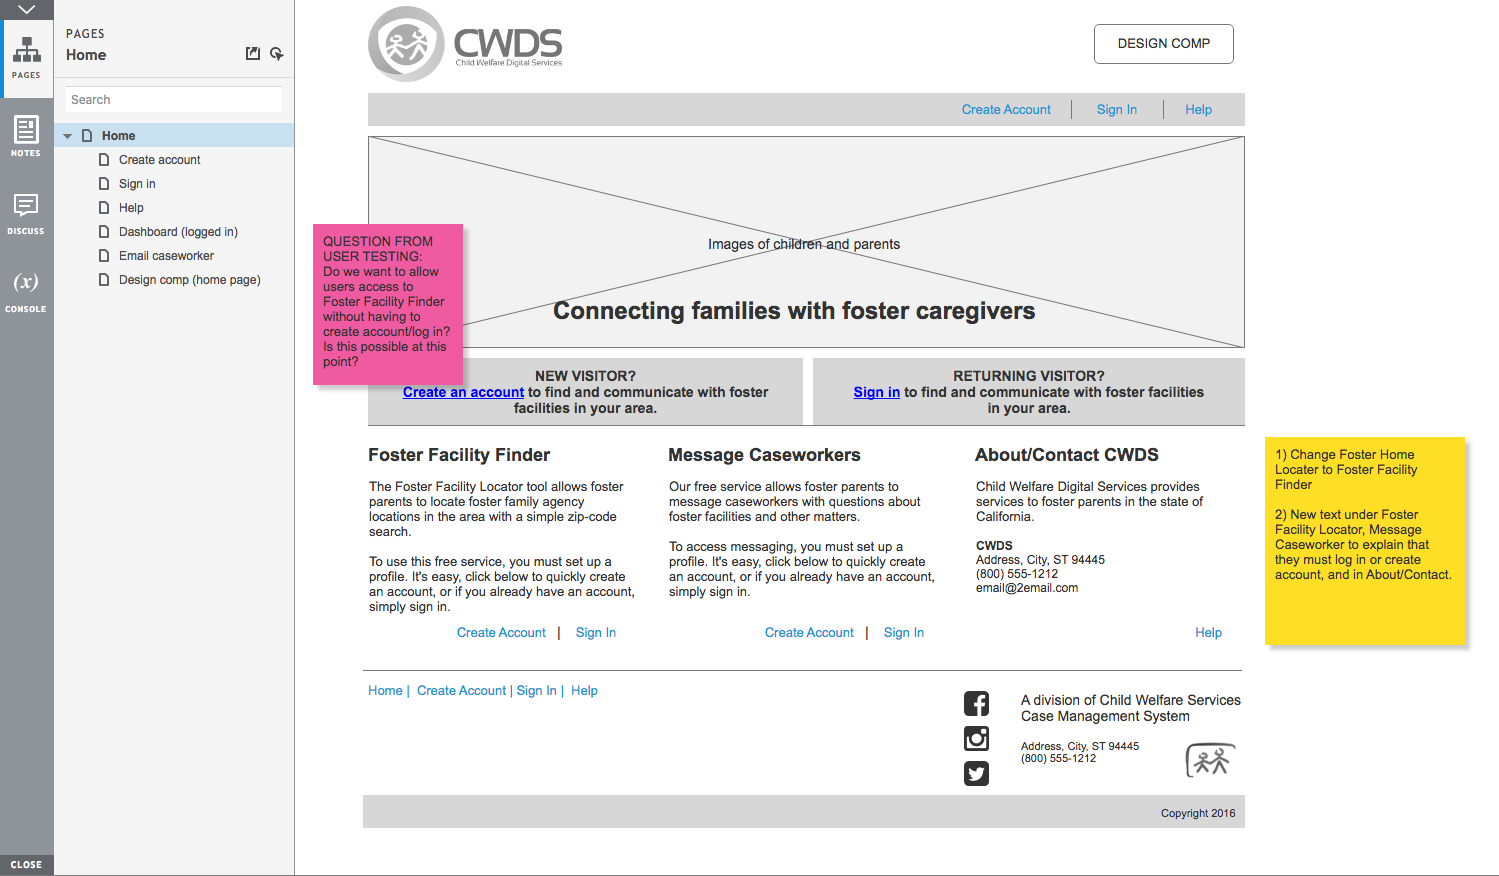 PAGES
Home
Search
Home
Create account
Sign in
Help
Dashboard (logged in)
Email caseworker
Design comp (home page)
PAGES
NOTES
DISCUSS
(x)
CONSOLE
CLOSE
CWDS
Child Welfare Digital Services
DESIGN COMP
Create Account | Sign In | Help
Images of children and parents
Connecting families with foster caregivers
QUESTION FROM
USER TESTING:
Do we want to allow
users access to
Foster Facility Finder
without having to
create account/log in?
Is this possible at this
point?
NEW VISITOR?
Create an account to find and communicate with foster
facilities in your area.
RETURNING VISITOR?
Sign in to find and communicate with foster facilities
in your area.
Foster Facility Finder
The Foster Facility Locator tool allows foster
parents to locate foster family agency
locations in the area with a simple zip-code
search.
To use this free service, you must set up a
profile. It's easy, click below to quickly create
an account, or if you already have an account,
simply sign in.
Create Account | Sign In
Message Caseworkers
Our free service allows foster parents to
message caseworkers with questions about
foster facilities and other matters.
To access messaging, you must set up a
profile. It's easy, click below to quickly create
an account, or if you already have an account,
simply sign in.
Create Account | Sign In
About/Contact CWDS
Child Welfare Digital Services provides
services to foster parents in the state of
California.
CWDS
Address, City, ST 94445
(800) 555-1212
email@2email.com
Help
1) Change Foster Home
Locater to Foster Facility
Finder
2) New text under Foster
Facility Locator, Message
Caseworker to explain that
they must log in or create
account, and in About/Contact.
Home | Create Account | Sign In | Help
A division of Child Welfare Services
Case Management System
Address, City, ST 94445
(800) 555-1212
Copyright 2016